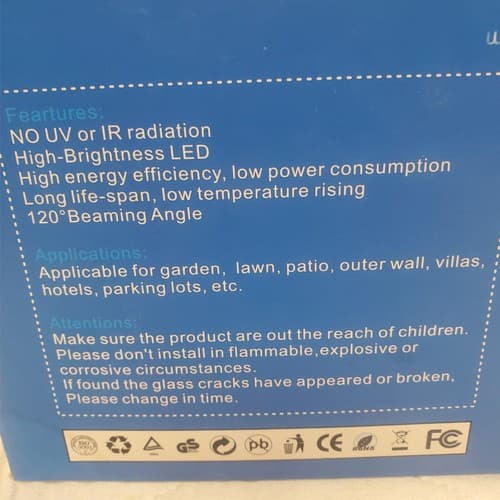 Feartures:
NO UV or IR radiation
High-Brightness LED
High energy efficiency, low power consumption
Long life-span, low temperature rising
120°Beaming Angle
Applications:
Applicable for garden, lawn, patio, outer wall, villas,
hotels, parking lots, etc.
Attentions:
Make sure the product are out the reach of children.
Please don't install in flammable,explosive or
corrosive circumstances.
If found the glass cracks have appeared or broken,
Please change in time.
GS pb CE RoHS FC